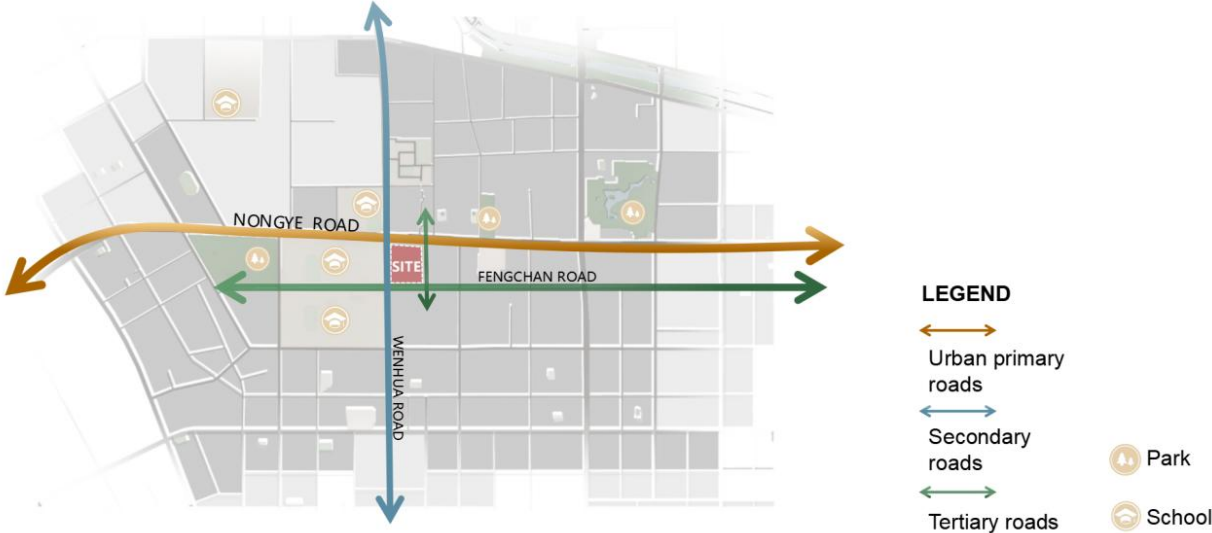 NONGYE ROAD
SITE
FENGCHAN ROAD
WENHUA ROAD
LEGEND
Urban primary
roads
Secondary
roads
Tertiary roads
Park
School